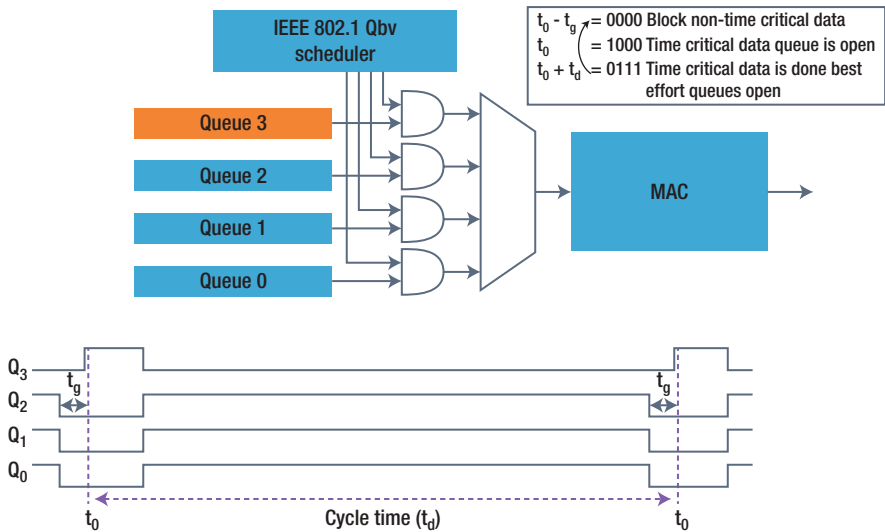 IEEE 802.1 Qbv
scheduler
t0 - tg = 0000 Block non-time critical data
t0 = 1000 Time critical data queue is open
t0 + td = 0111 Time critical data is done best
effort queues open
Queue 3
Queue 2
Queue 1
Queue 0
MAC
Q3
tg
tg
Q2
Q1
Q0
t0
Cycle time (td)
t0